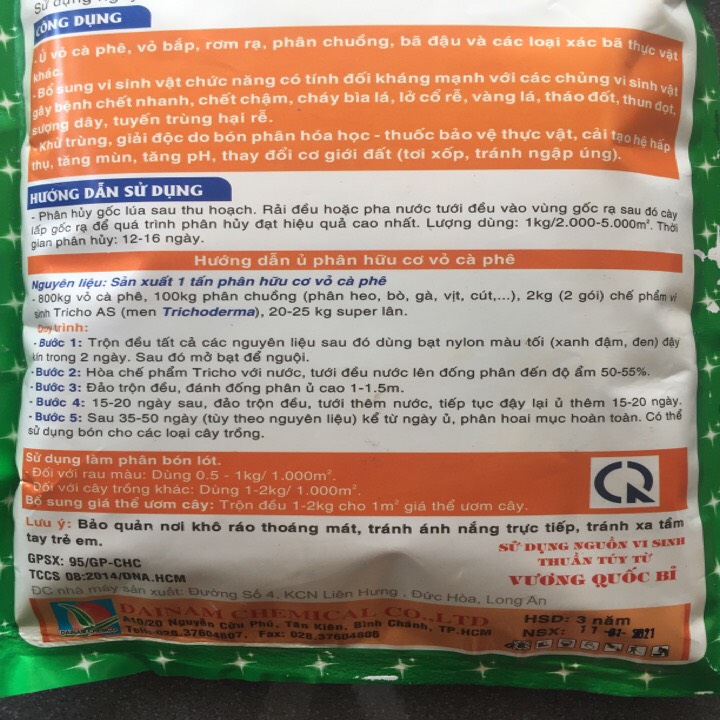 Sử dụng
CÔNG DỤNG
- Ủ vỏ cà phê, vỏ bắp, rơm rạ, phân chuồng, bã đậu và các loại xác bã thực vật
khác.
- Bổ sung vi sinh vật chức năng có tính đối kháng mạnh với các chủng vi sinh vật
gây bệnh chết nhanh, chết chậm, cháy bìa lá, lở cổ rễ, vàng lá, tháo đốt, thun đọt,
sượng dây, tuyến trùng hại rễ.
- Khử trùng, giải độc do bón phân hóa học - thuốc bảo vệ thực vật, cải tạo hệ hấp
thụ, tăng mùn, tăng pH, thay đổi cơ giới đất (tơi xốp, tránh ngập úng).
HƯỚNG DẪN SỬ DỤNG
- Phân hủy gốc lúa sau thu hoạch. Rải đều hoặc pha nước tưới đều vào vùng gốc rạ sau đó cày
lấp gốc rạ để quá trình phân hủy đạt hiệu quả cao nhất. Lượng dùng: 1kg/2.000-5.000m². Thời
gian phân hủy: 12-16 ngày.
Hướng dẫn ủ phân hữu cơ vỏ cà phê
Nguyên liệu: Sản xuất 1 tấn phân hữu cơ vỏ cà phê
- 800kg vỏ cà phê, 100kg phân chuồng (phân heo, bò, gà, vịt, cút,...), 2kg (2 gói) chế phẩm vi
sinh Tricho AS (men Trichoderma), 20-25 kg super lân.
Quy trình:
- Bước 1: Trộn đều tất cả các nguyên liệu sau đó dùng bạt nylon màu tối (xanh đậm, đen) đậy
kín trong 2 ngày. Sau đó mở bạt để nguội.
- Bước 2: Hòa chế phẩm Tricho với nước, tưới đều nước lên đống phân đến độ ẩm 50-55%.
- Bước 3: Đảo trộn đều, đánh đống phân ủ cao 1-1.5m.
- Bước 4: 15-20 ngày sau, đảo trộn đều, tưới thêm nước, tiếp tục đậy lại ủ thêm 15-20 ngày.
- Bước 5: Sau 35-50 ngày (tùy theo nguyên liệu) kể từ ngày ủ, phân hoai mục hoàn toàn. Có thể
sử dụng bón cho các loại cây trồng.
Sử dụng làm phân bón lót.
- Đối với rau màu: Dùng 0.5 - 1kg/ 1.000m².
- Đối với cây trồng khác: Dùng 1-2kg/ 1.000m².
Bổ sung giá thể ươm cây: Trộn đều 1-2kg cho 1m³ giá thể ươm cây.
Lưu ý: Bảo quản nơi khô ráo thoáng mát, tránh ánh nắng trực tiếp, tránh xa tầm
tay trẻ em.
GPSX: 95/GP-CHC
TCCS 08:2014/DNA.HCM
SỬ DỤNG NGUỒN VI SINH
THUẦN TÚY TỪ
VƯƠNG QUỐC BỈ
ĐC nhà máy sản xuất: Đường Số 4, KCN Liên Hưng, Đức Hòa, Long An
DAINAM CHEMICAL CO.,LTD
A10/20 Nguyễn Cửu Phú, Tân Kiên, Bình Chánh, TP.HCM
Tell: 028.37604807, Fax: 028.37604806
HSD: 3 năm
NSX: 17-01-2021